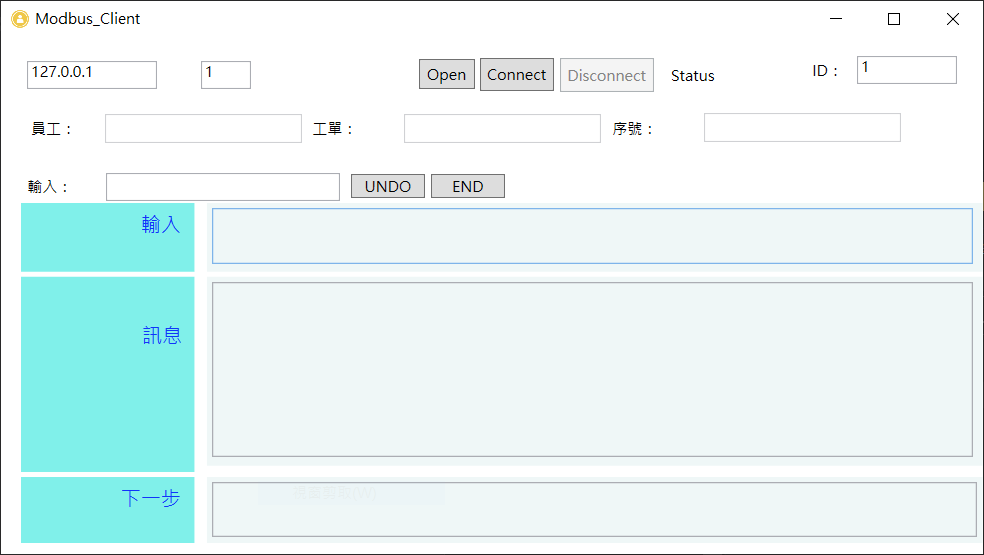 Modbus_Client
127.0.0.1 1 Open Connect Disconnect Status ID： 1
員工： 工單： 序號：
輸入： UNDO END
輸入
訊息
下一步